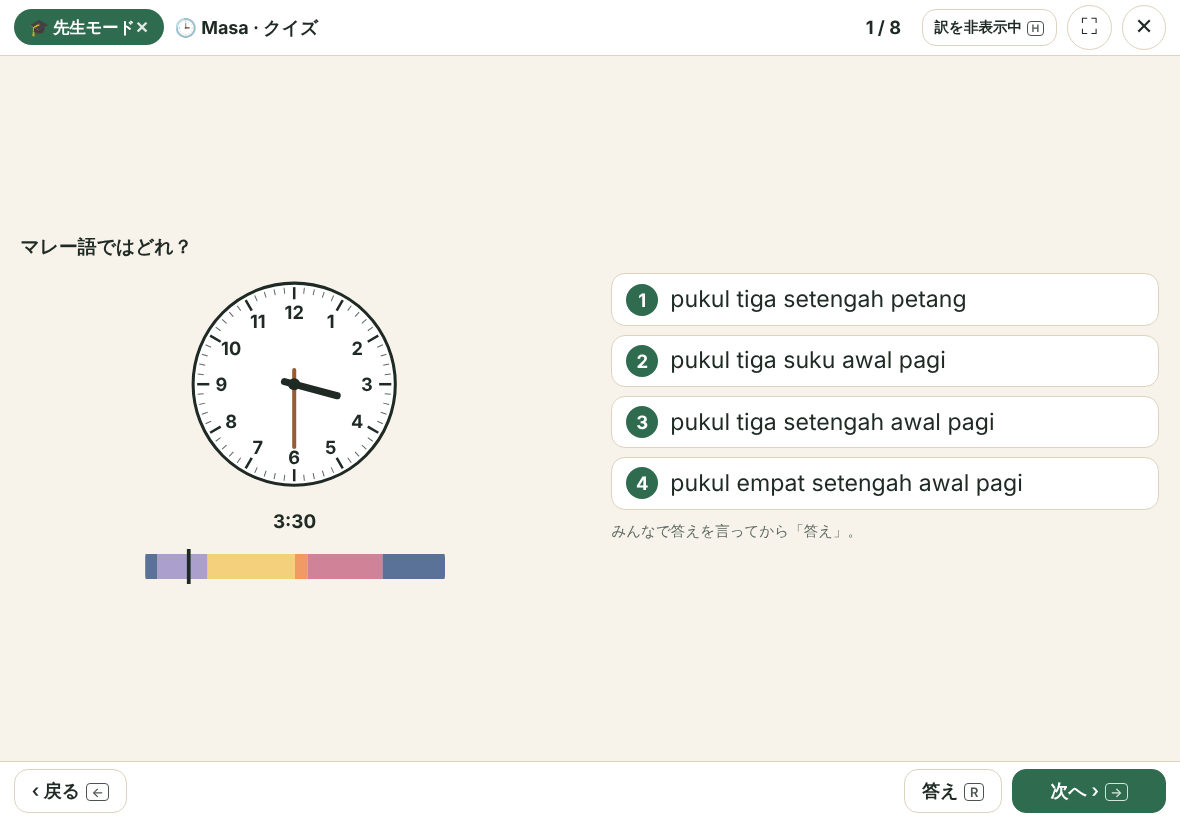 🎓 先生モード×
🕒 Masa · クイズ
1 / 8
訳を非表示中 H
✕
マレー語ではどれ？
12
1
2
3
4
5
6
7
8
9
10
11
3:30
1 pukul tiga setengah petang
2 pukul tiga suku awal pagi
3 pukul tiga setengah awal pagi
4 pukul empat setengah awal pagi
みんなで答えを言ってから「答え」。
‹ 戻る ←
答え R
次へ › →